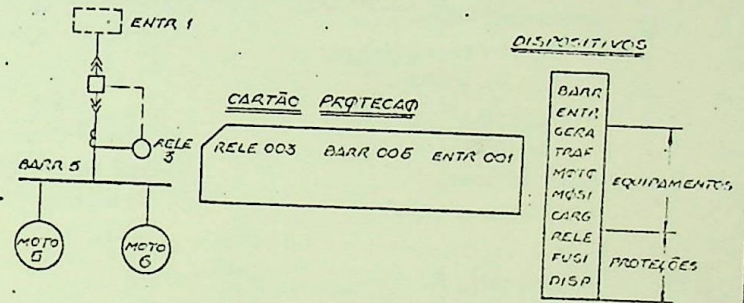 ENTR 1
RELE 3
BARR 5
MOTO 5
MOTO 6
CARTÃO PROTECAO
RELE 003 BARR 005 ENTR 001
DISPOSITIVOS
BARR
ENTR
GERA
TRAF
MOTO
MOSI
CARG
RELE
FUSI
DISP
EQUIPAMENTOS
PROTEÇÕES